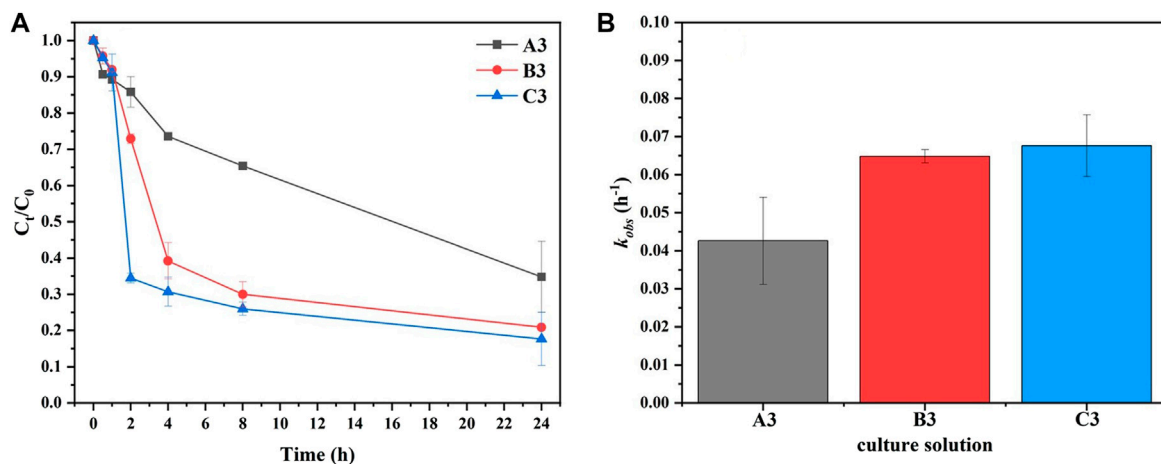 A
1.0
0.9
0.8
0.7
0.6
0.5
0.4
0.3
0.2
0.1
0.0
C_t/C_0
A3
B3
C3
0 2 4 6 8 10 12 14 16 18 20 22 24
Time (h)
B
0.10
0.09
0.08
0.07
0.06
0.05
0.04
0.03
0.02
0.01
0.00
k_obs (h⁻¹)
A3 B3 C3
culture solution